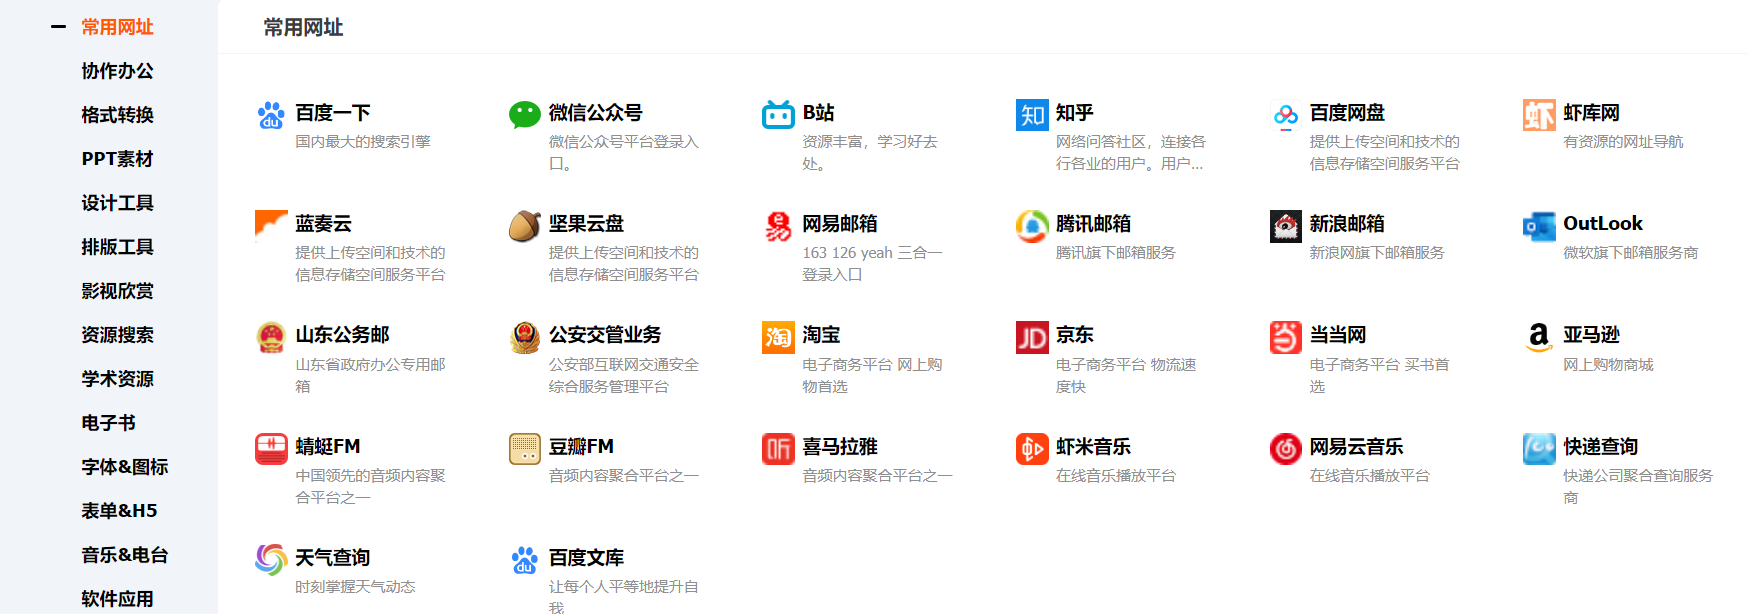 常用网址
协作办公
格式转换
PPT素材
设计工具
排版工具
影视欣赏
资源搜索
学术资源
电子书
字体&图标
表单&H5
音乐&电台
软件应用
常用网址
百度一下
国内最大的搜索引擎
微信公众号
微信公众号平台登录入
口。
B站
资源丰富，学习好去
处。
知乎
网络问答社区，连接各
行各业的用户。用户...
百度网盘
提供上传空间和技术的
信息存储空间服务平台
虾库网
有资源的网址导航
蓝奏云
提供上传空间和技术的
信息存储空间服务平台
坚果云盘
提供上传空间和技术的
信息存储空间服务平台
网易邮箱
163 126 yeah 三合一
登录入口
腾讯邮箱
腾讯旗下邮箱服务
新浪邮箱
新浪网旗下邮箱服务
OutLook
微软旗下邮箱服务商
山东公务邮
山东省政府办公专用邮
箱
公安交管业务
公安部互联网交通安全
综合服务管理平台
淘宝
电子商务平台 网上购
物首选
京东
电子商务平台 物流速
度快
当当网
电子商务平台 买书首
选
亚马逊
网上购物商城
蜻蜓FM
中国领先的音频内容聚
合平台之一
豆瓣FM
音频内容聚合平台之一
喜马拉雅
音频内容聚合平台之一
虾米音乐
在线音乐播放平台
网易云音乐
在线音乐播放平台
快递查询
快递公司聚合查询服务
商
天气查询
时刻掌握天气动态
百度文库
让每个人平等地提升自
我